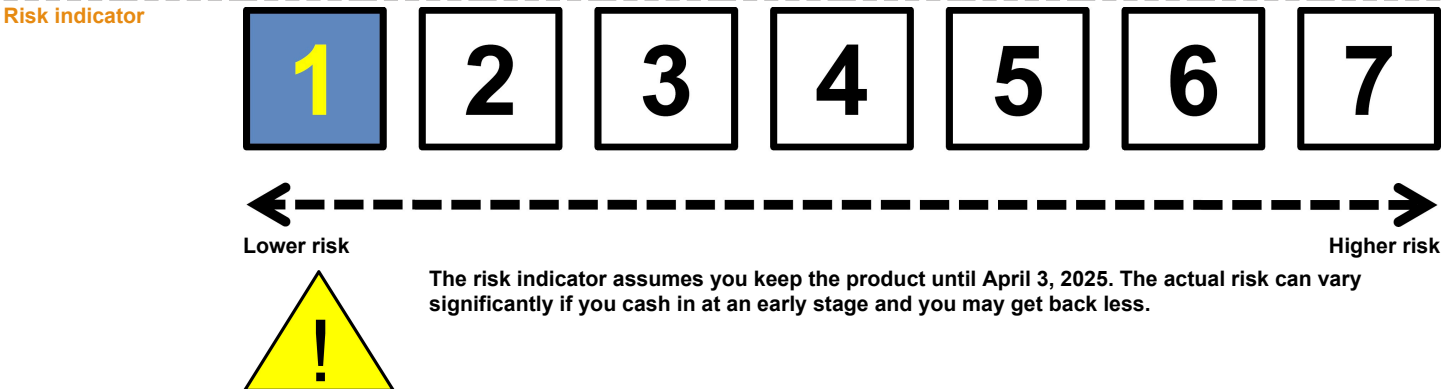 Risk indicator
1 2 3 4 5 6 7
Lower risk Higher risk
The risk indicator assumes you keep the product until April 3, 2025. The actual risk can vary
significantly if you cash in at an early stage and you may get back less.
!